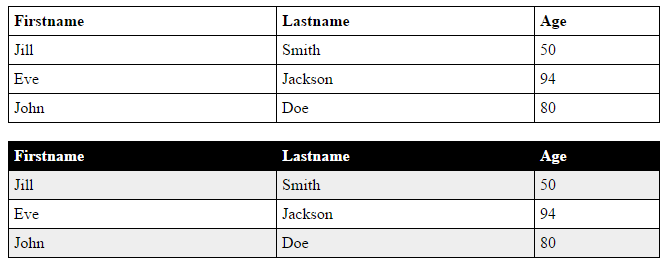 Firstname Lastname Age
Jill Smith 50
Eve Jackson 94
John Doe 80
Firstname Lastname Age
Jill Smith 50
Eve Jackson 94
John Doe 80